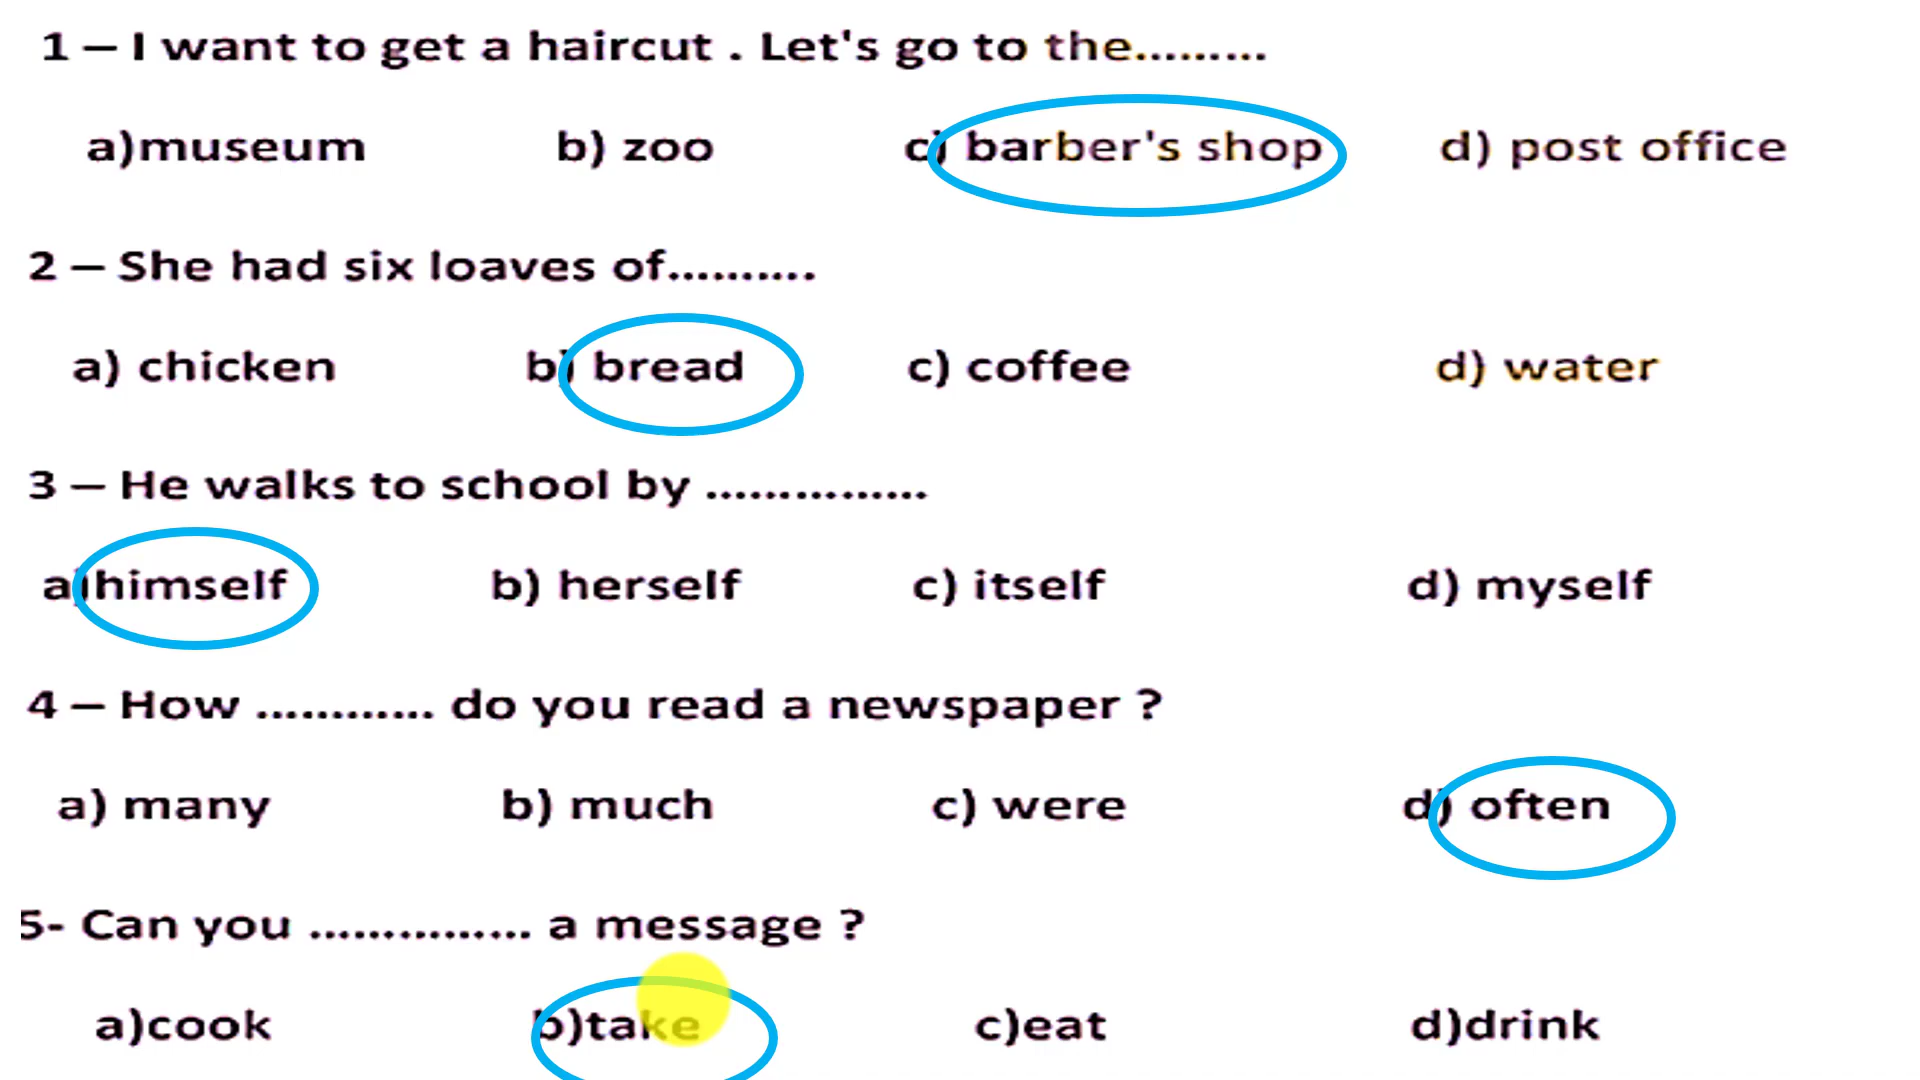 1 – I want to get a haircut . Let's go to the.........
a)museum b) zoo c) barber's shop d) post office
2 – She had six loaves of..........
a) chicken b) bread c) coffee d) water
3 – He walks to school by ...............
a)himself b) herself c) itself d) myself
4 – How ............ do you read a newspaper ?
a) many b) much c) were d) often
5- Can you ............... a message ?
a)cook b)take c)eat d)drink